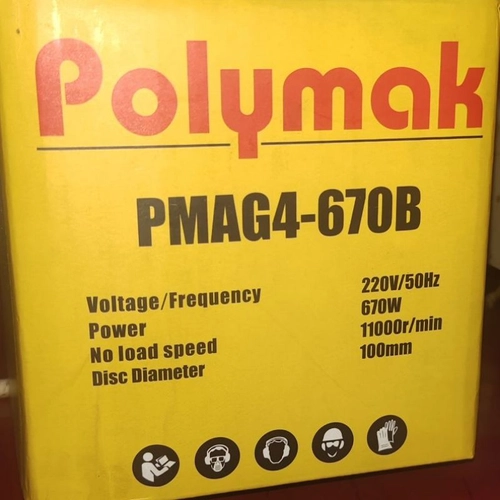 Polymak
PMAG4-670B
Voltage/Frequency 220V/50Hz
Power 670W
No load speed 11000r/min
Disc Diameter 100mm